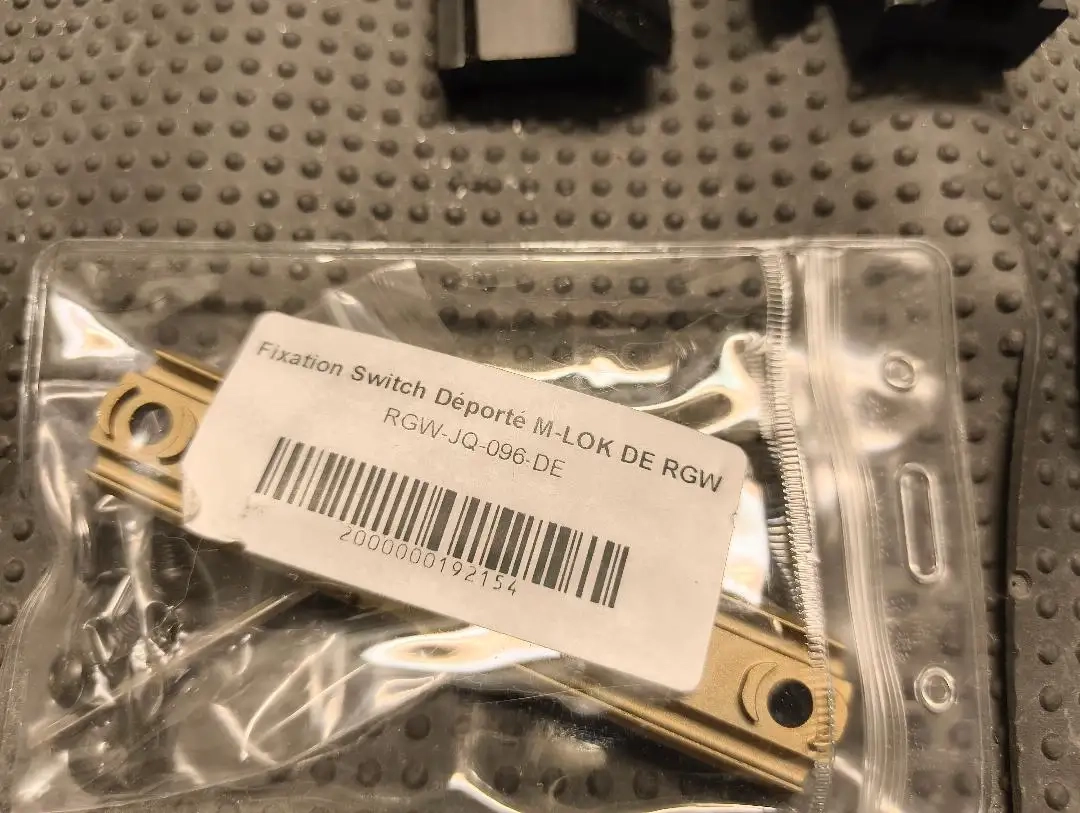 Fixation Switch Déporté M-LOK DE RGW
RGW-JQ-096-DE
2000000192154